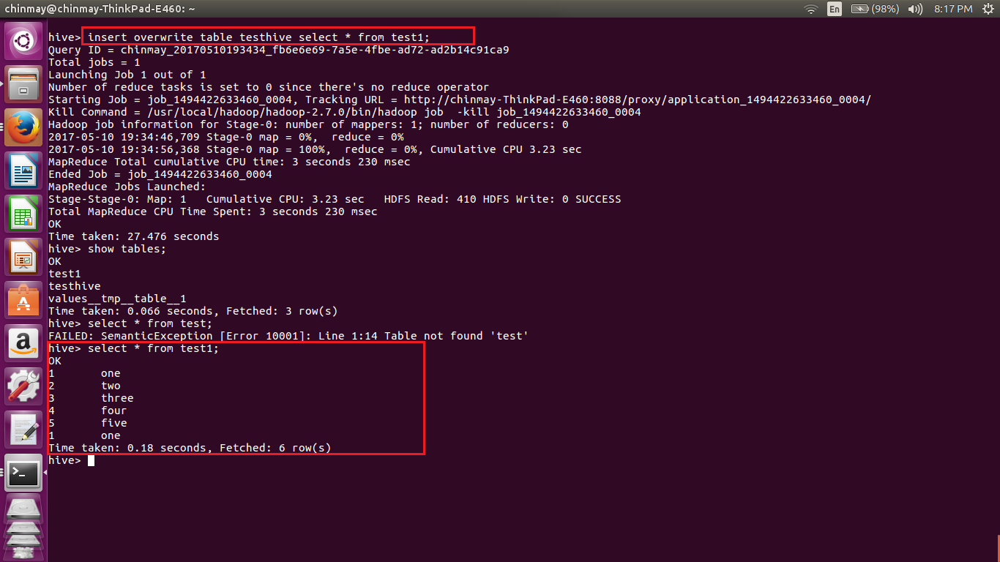 chinmay@chinmay-ThinkPad-E460: ~
En (98%) 8:17 PM
hive> insert overwrite table testhive select * from test1;
Query ID = chinmay_20170510193434_fb6e6e69-7a5e-4fbe-ad72-ad2b14c91ca9
Total jobs = 1
Launching Job 1 out of 1
Number of reduce tasks is set to 0 since there's no reduce operator
Starting Job = job_1494422633460_0004, Tracking URL = http://chinmay-ThinkPad-E460:8088/proxy/application_1494422633460_0004/
Kill Command = /usr/local/hadoop/hadoop-2.7.0/bin/hadoop job  -kill job_1494422633460_0004
Hadoop job information for Stage-0: number of mappers: 1; number of reducers: 0
2017-05-10 19:34:46,709 Stage-0 map = 0%,  reduce = 0%
2017-05-10 19:34:56,368 Stage-0 map = 100%,  reduce = 0%, Cumulative CPU 3.23 sec
MapReduce Total cumulative CPU time: 3 seconds 230 msec
Ended Job = job_1494422633460_0004
MapReduce Jobs Launched:
Stage-Stage-0: Map: 1   Cumulative CPU: 3.23 sec   HDFS Read: 410 HDFS Write: 0 SUCCESS
Total MapReduce CPU Time Spent: 3 seconds 230 msec
OK
Time taken: 27.476 seconds
hive> show tables;
OK
test1
testhive
values__tmp__table__1
Time taken: 0.066 seconds, Fetched: 3 row(s)
hive> select * from test;
FAILED: SemanticException [Error 10001]: Line 1:14 Table not found 'test'
hive> select * from test1;
OK
1       one
2       two
3       three
4       four
5       five
1       one
Time taken: 0.18 seconds, Fetched: 6 row(s)
hive>